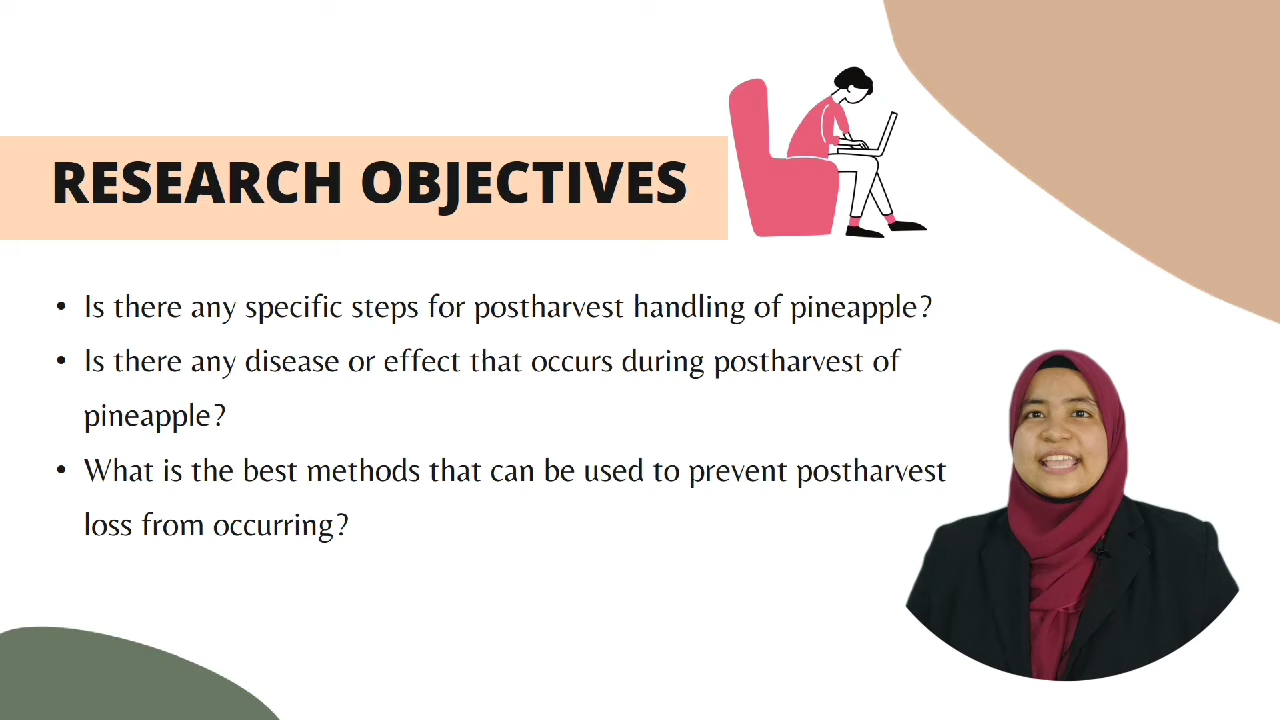 RESEARCH OBJECTIVES
• Is there any specific steps for postharvest handling of pineapple?
• Is there any disease or effect that occurs during postharvest of
pineapple?
• What is the best methods that can be used to prevent postharvest
loss from occurring?